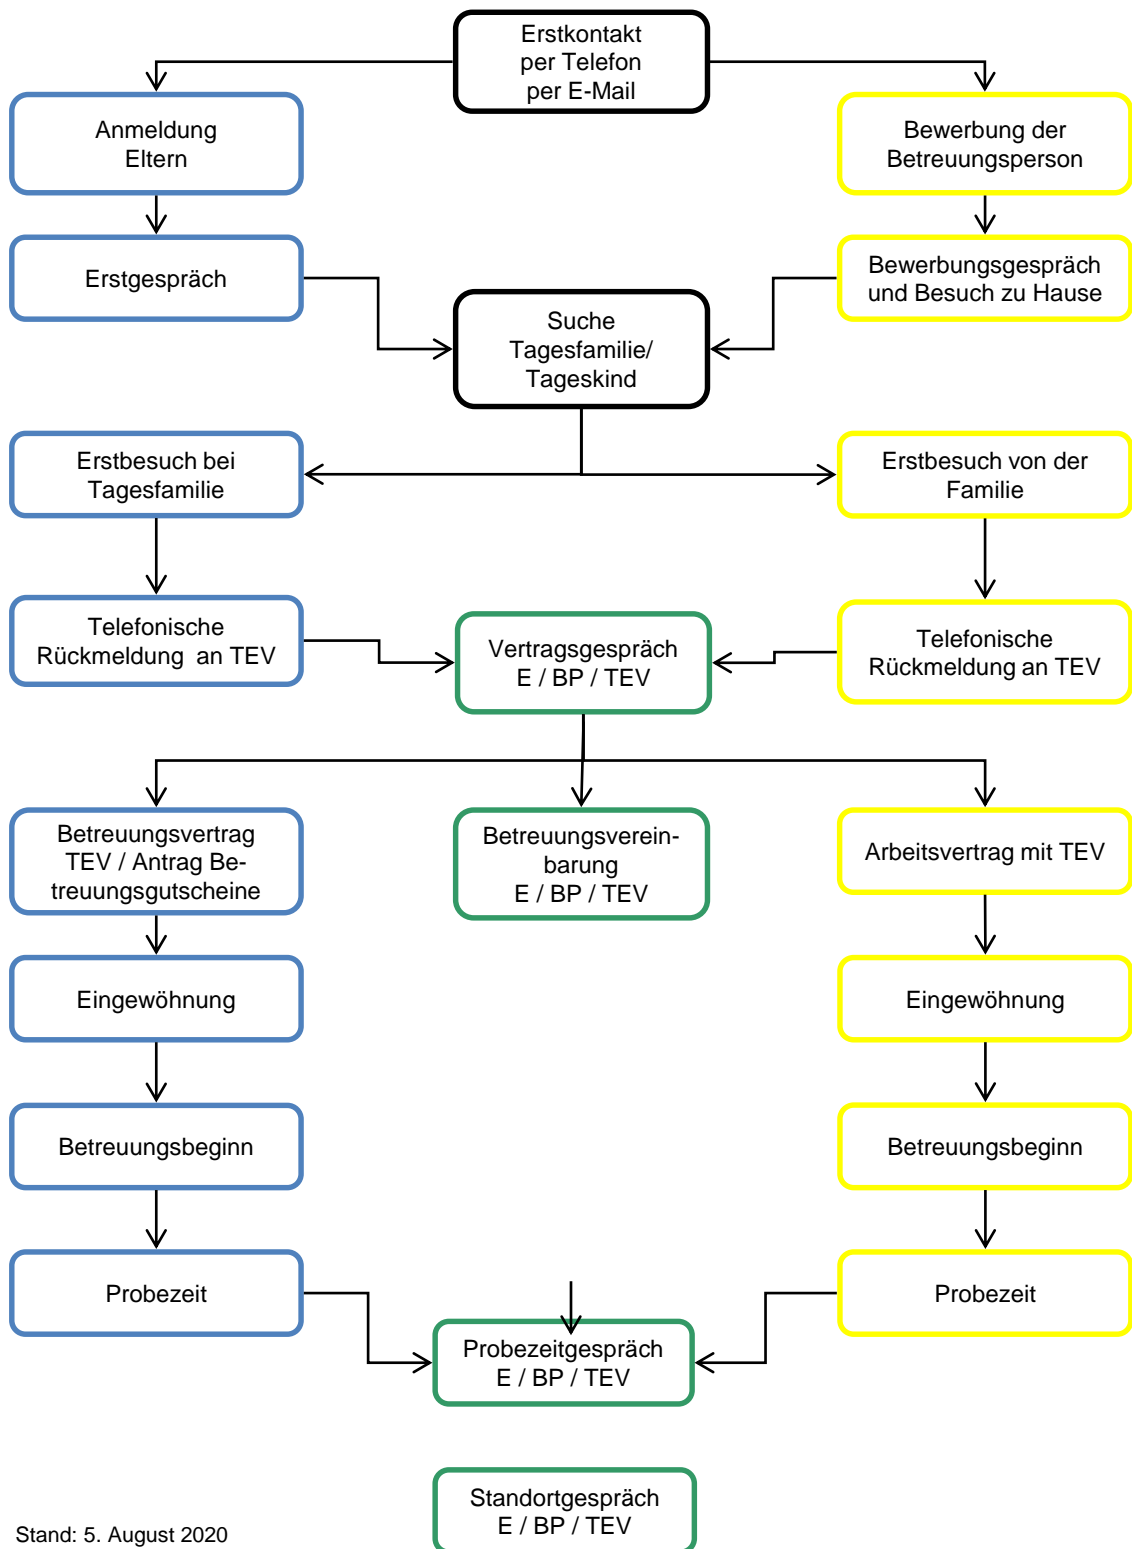 Erstkontakt
per Telefon
per E-Mail
Anmeldung
Eltern
Bewerbung der
Betreuungsperson
Erstgespräch
Bewerbungsgespräch
und Besuch zu Hause
Suche
Tagesfamilie/
Tageskind
Erstbesuch bei
Tagesfamilie
Erstbesuch von der
Familie
Telefonische
Rückmeldung an TEV
Vertragsgespräch
E / BP / TEV
Telefonische
Rückmeldung an TEV
Betreuungsvertrag
TEV / Antrag Be-
treuungsgutscheine
Betreuungsverein-
barung
E / BP / TEV
Arbeitsvertrag mit TEV
Eingewöhnung
Eingewöhnung
Betreuungsbeginn
Betreuungsbeginn
Probezeit
Probezeit
Probezeitgespräch
E / BP / TEV
Standortgespräch
E / BP / TEV
Stand: 5. August 2020